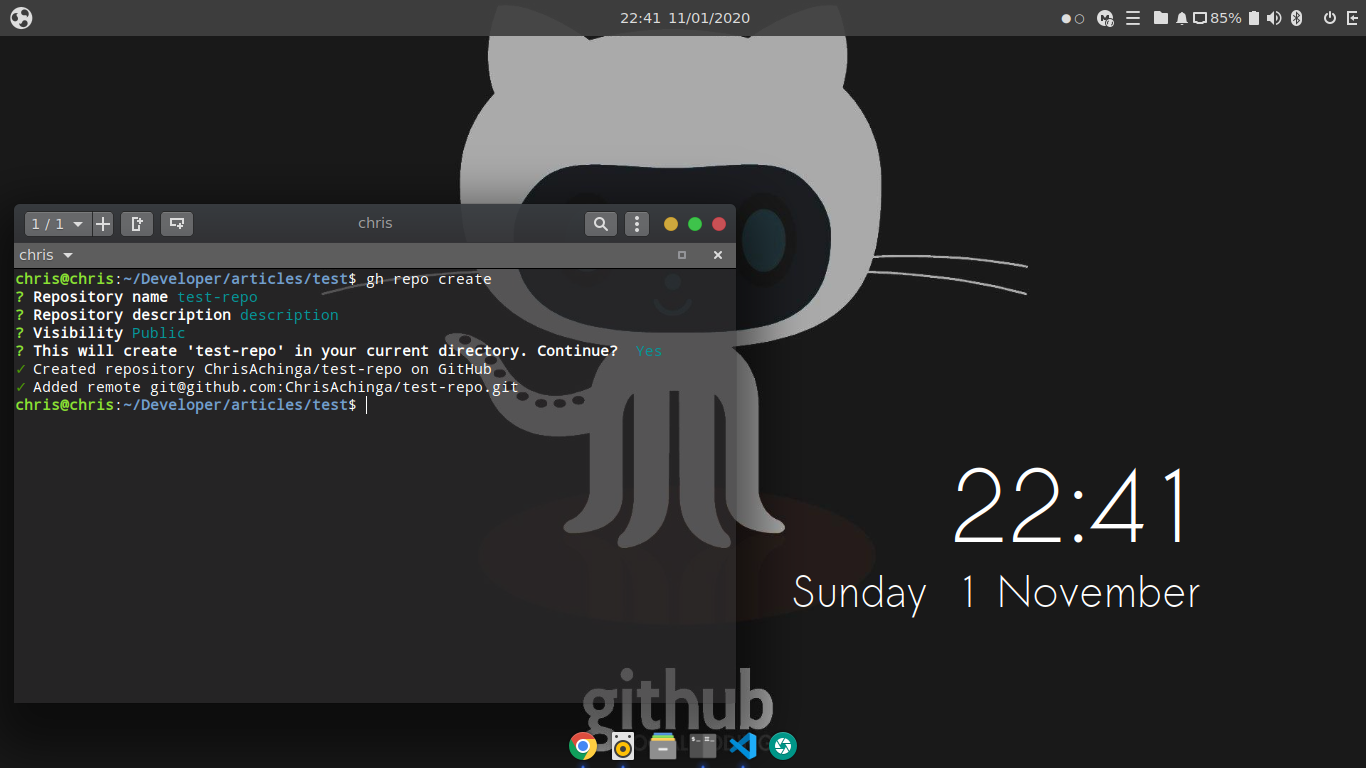 22:41 11/01/2020
85%
1 / 1
chris
chris
chris@chris:~/Developer/articles/test$ gh repo create
? Repository name test-repo
? Repository description description
? Visibility Public
? This will create 'test-repo' in your current directory. Continue? Yes
✓ Created repository ChrisAchinga/test-repo on GitHub
✓ Added remote git@github.com:ChrisAchinga/test-repo.git
chris@chris:~/Developer/articles/test$
22:41
Sunday 1 November
github